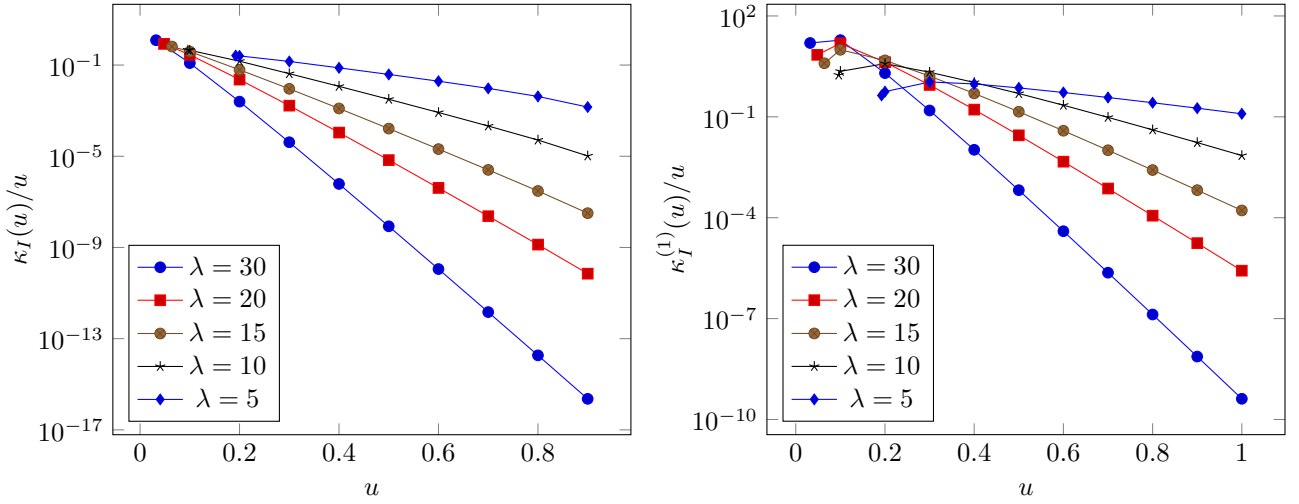 10^{-1}
10^{-5}
10^{-9}
10^{-13}
10^{-17}
κ_I(u)/u
λ = 30
λ = 20
λ = 15
λ = 10
λ = 5
0 0.2 0.4 0.6 0.8
u
10^{2}
10^{-1}
10^{-4}
10^{-7}
10^{-10}
κ_I^{(1)}(u)/u
λ = 30
λ = 20
λ = 15
λ = 10
λ = 5
0 0.2 0.4 0.6 0.8 1
u